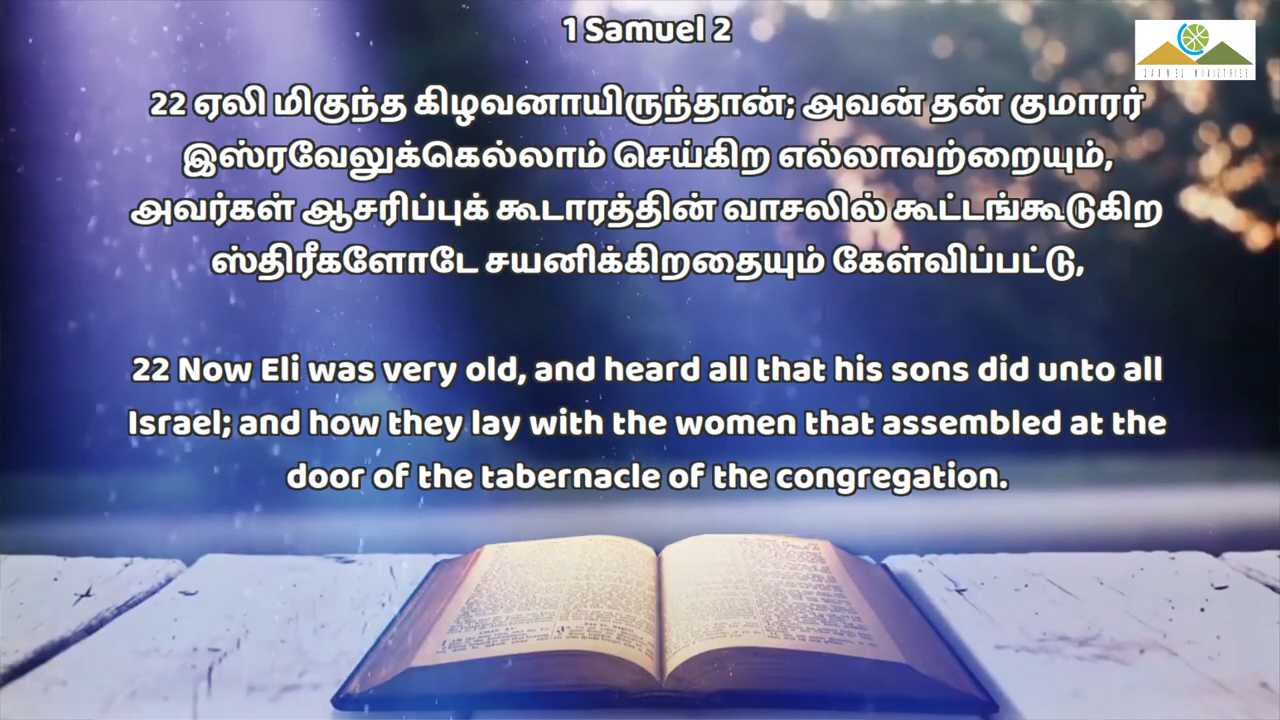 1 Samuel 2
22 ஏலி மிகுந்த கிழவனாயிருந்தான்; அவன் தன் குமாரர்
இஸ்ரவேலுக்கெல்லாம் செய்கிற எல்லாவற்றையும்,
அவர்கள் ஆசரிப்புக் கூடாரத்தின் வாசலில் கூட்டங்கூடுகிற
ஸ்திரீகளோடே சயனிக்கிறதையும் கேள்விப்பட்டு,
22 Now Eli was very old, and heard all that his sons did unto all
Israel; and how they lay with the women that assembled at the
door of the tabernacle of the congregation.